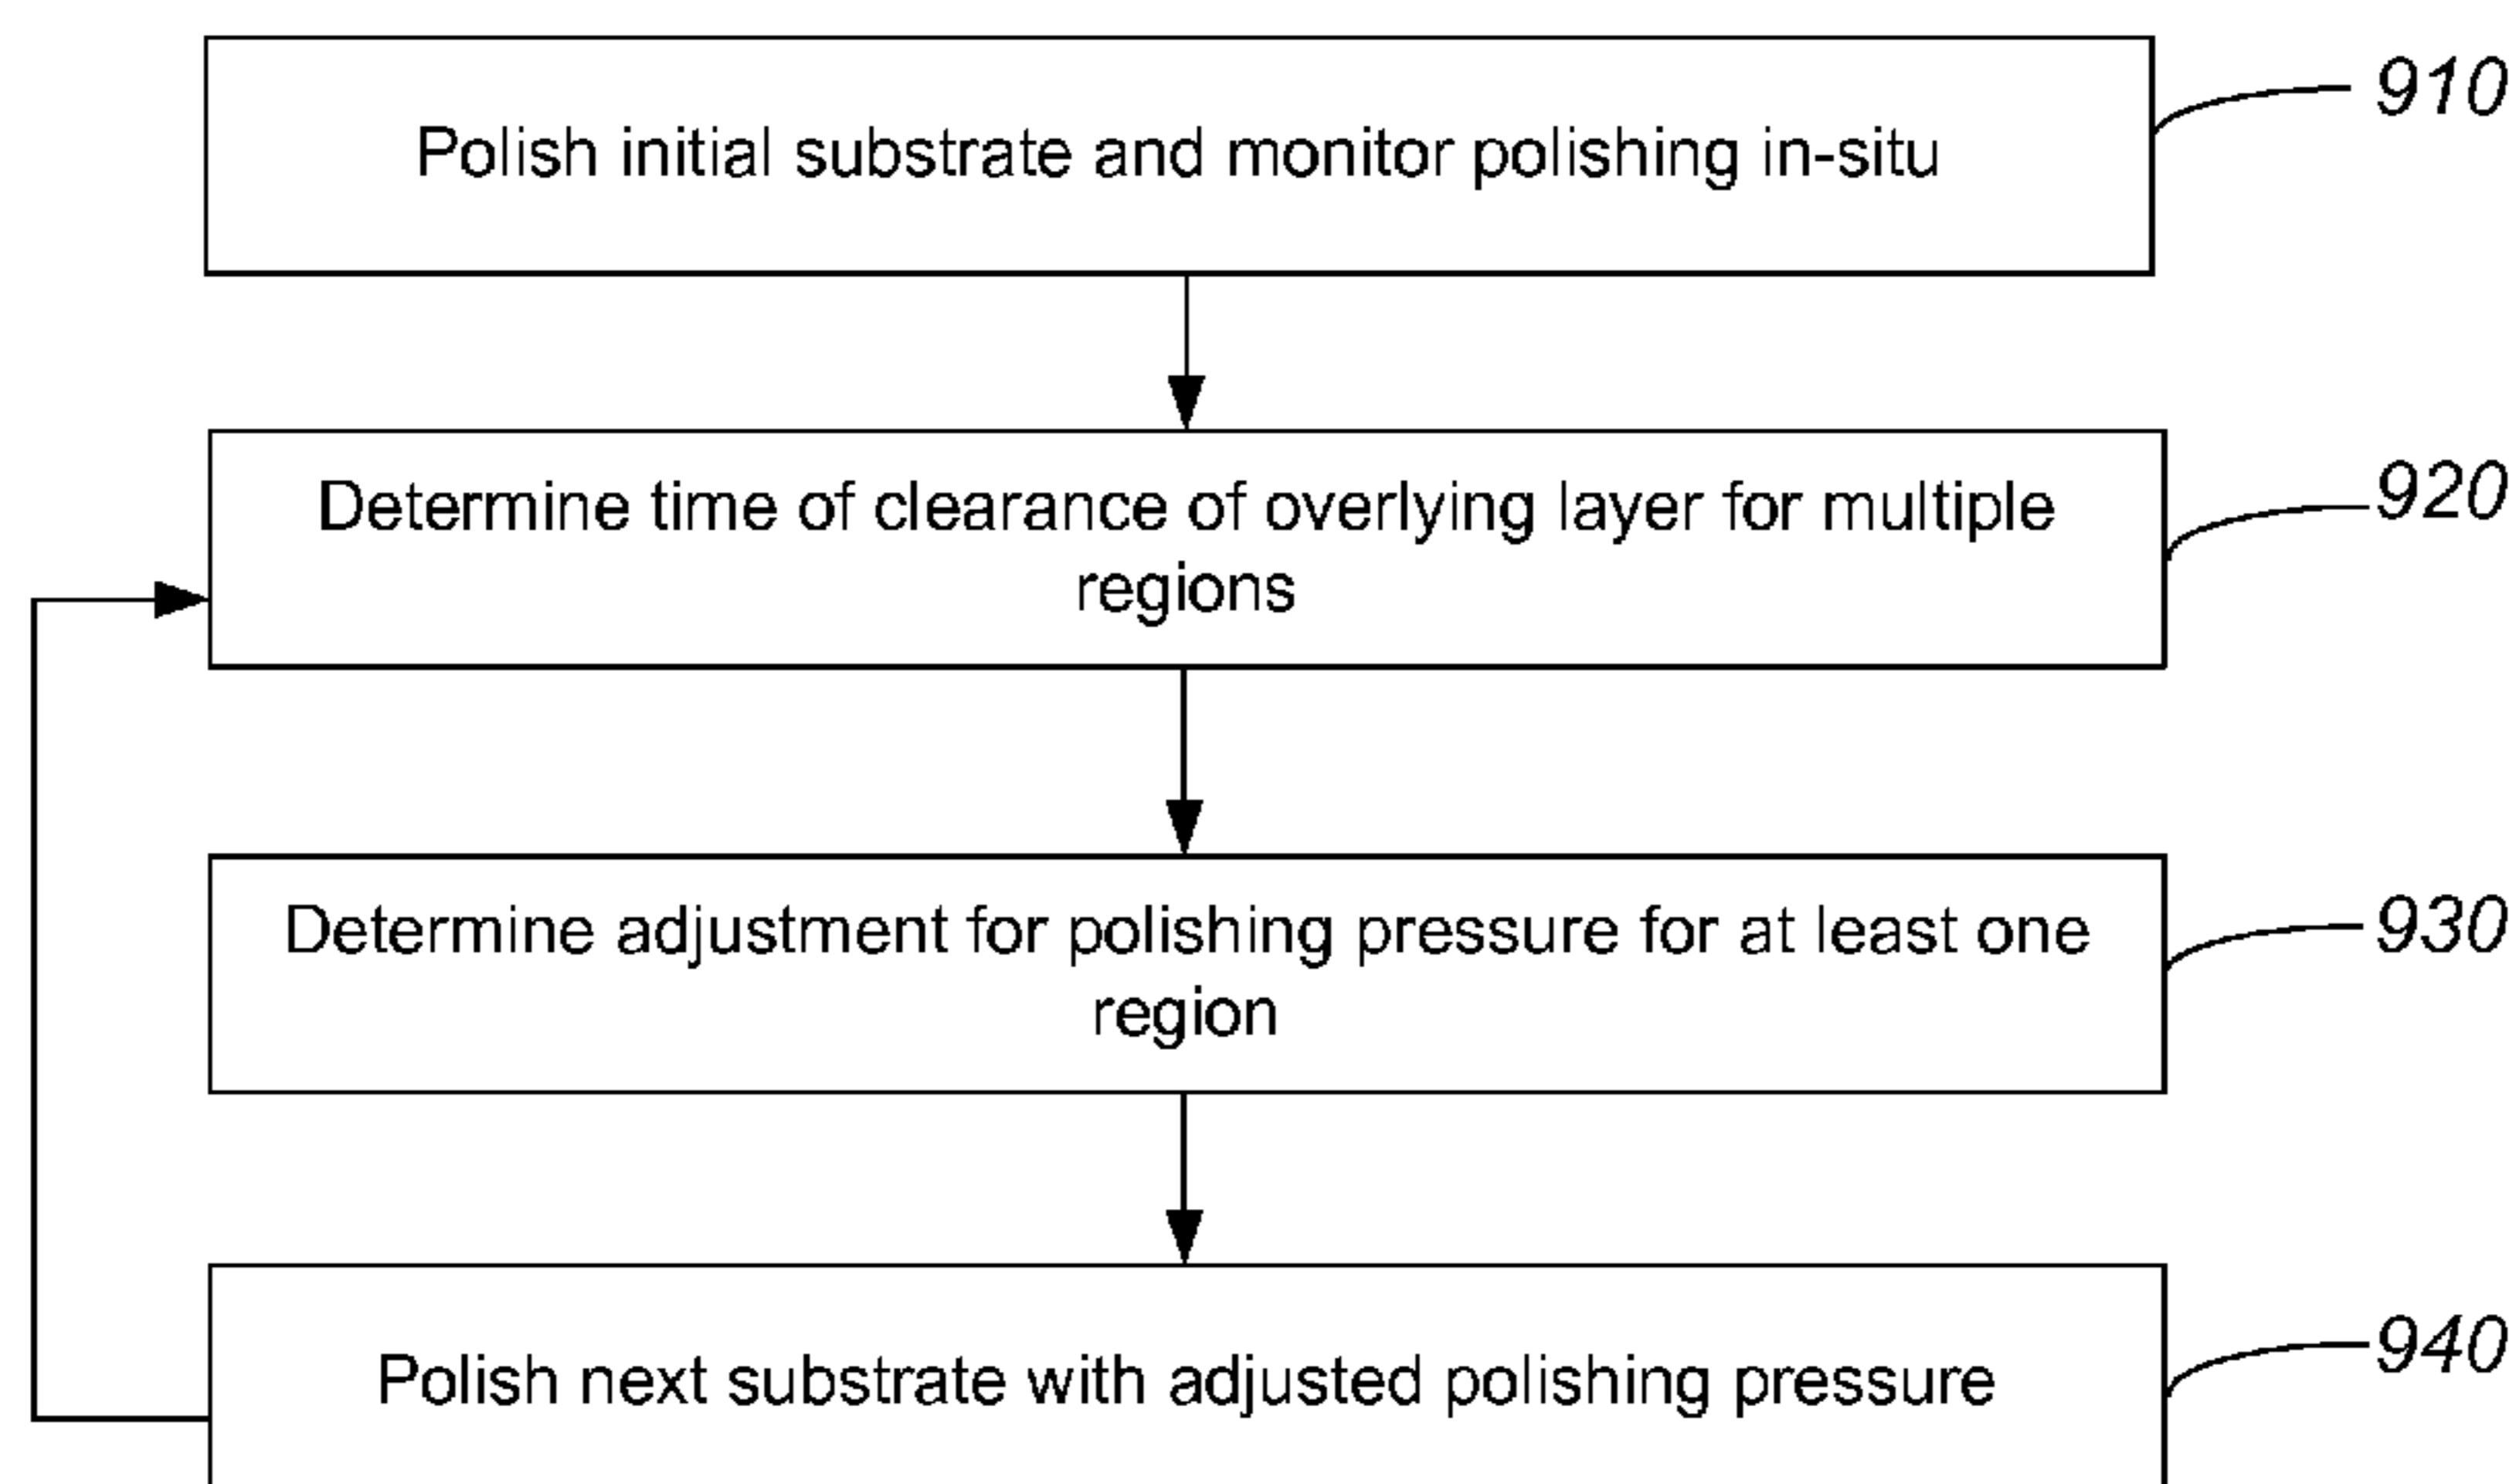 Polish initial substrate and monitor polishing in-situ
910
Determine time of clearance of overlying layer for multiple
regions
920
Determine adjustment for polishing pressure for at least one
region
930
Polish next substrate with adjusted polishing pressure
940